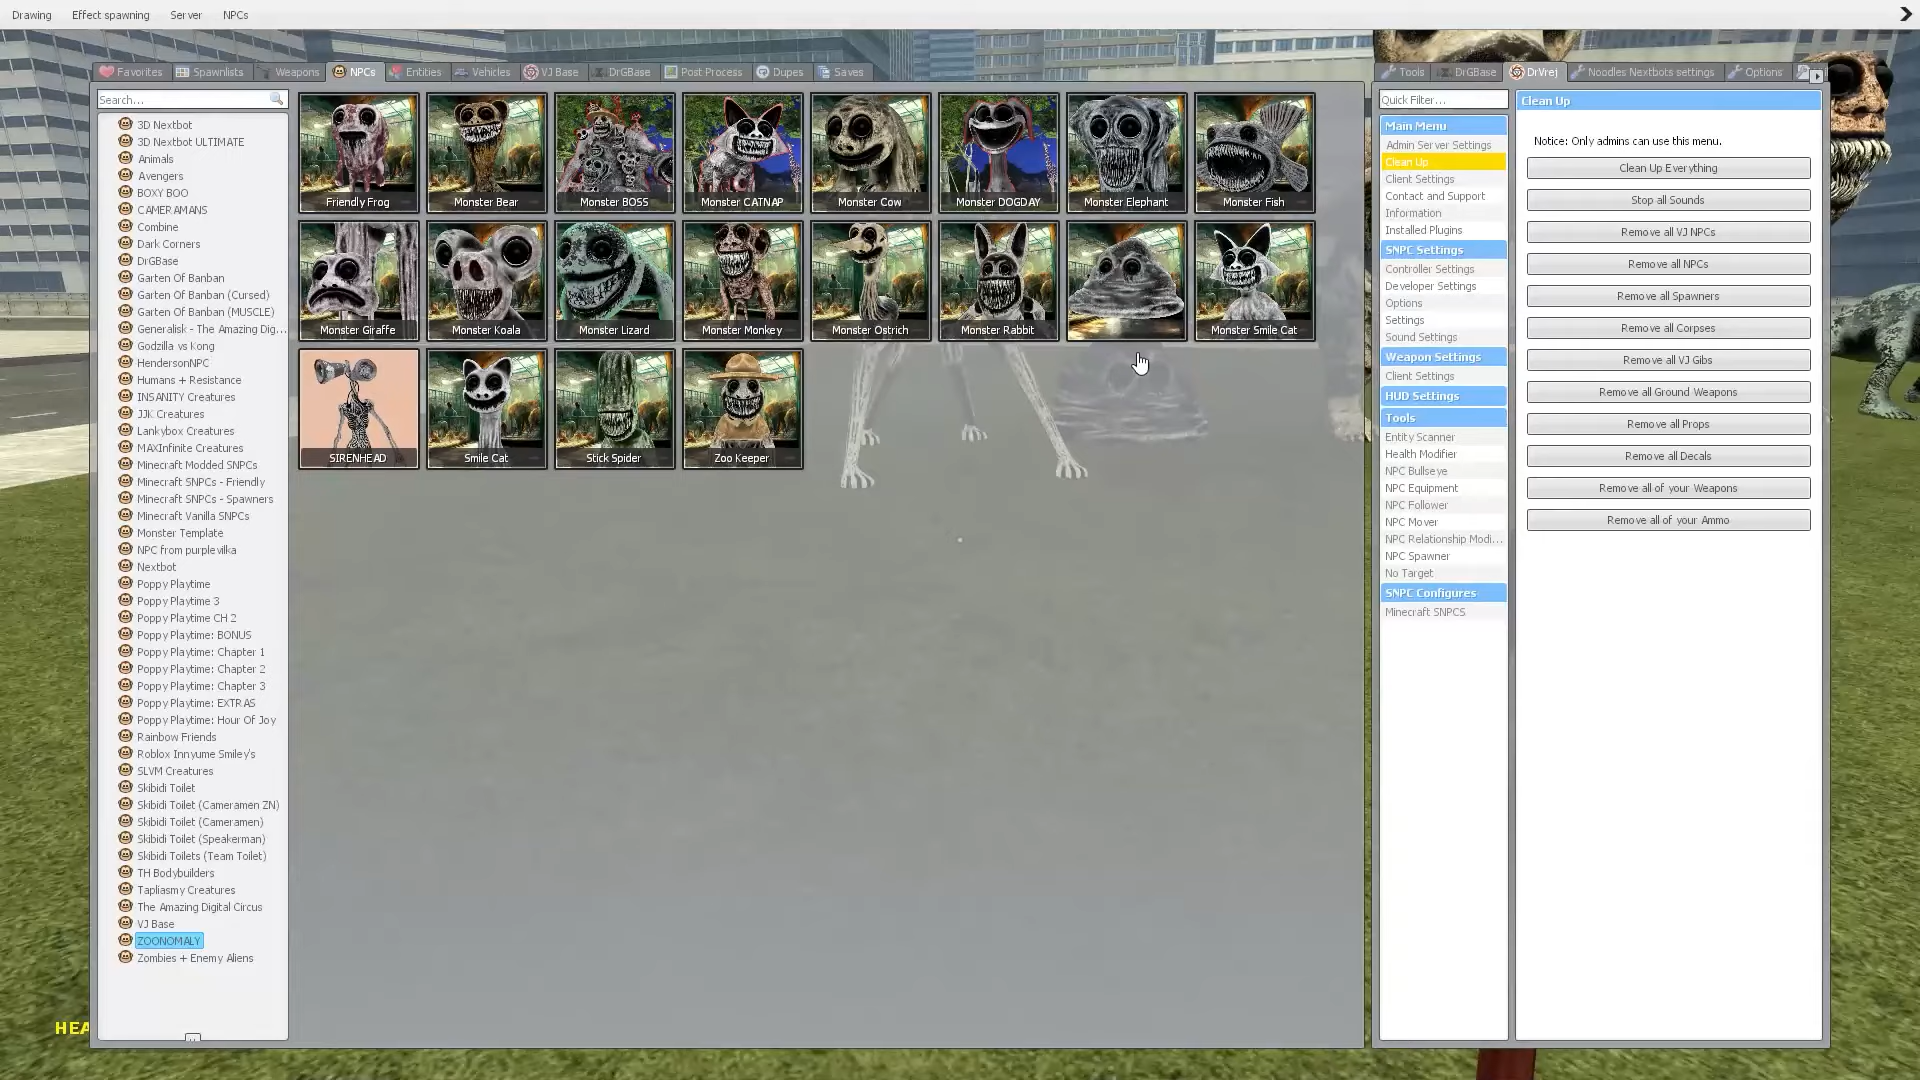 Drawing Effect spawning Server NPCs
Favorites Spawnlists Weapons NPCs Entities Vehicles VJ Base DrGBase Post Process Dupes Saves
Search...
3D Nextbot
3D Nextbot ULTIMATE
Animals
Avengers
BOXY BOO
CAMERAMANS
Combine
Dark Corners
DrGBase
Garten Of Banban
Garten Of Banban (Cursed)
Garten Of Banban (MUSCLE)
Generalisk - The Amazing Dig...
Godzilla vs Kong
HendersonNPC
Humans + Resistance
INSANITY Creatures
JJK Creatures
Lankybox Creatures
MAXInfinite Creatures
Minecraft Modded SNPCs
Minecraft SNPCs - Friendly
Minecraft SNPCs - Spawners
Minecraft Vanilla SNPCs
Monster Template
NPC from purplevilka
Nextbot
Poppy Playtime
Poppy Playtime 3
Poppy Playtime CH 2
Poppy Playtime: BONUS
Poppy Playtime: Chapter 1
Poppy Playtime: Chapter 2
Poppy Playtime: Chapter 3
Poppy Playtime: EXTRAS
Poppy Playtime: Hour Of Joy
Rainbow Friends
Roblox Innyume Smiley's
SLVM Creatures
Skibidi Toilet
Skibidi Toilet (Cameramen ZN)
Skibidi Toilet (Cameramen)
Skibidi Toilet (Speakerman)
Skibidi Toilets (Team Toilet)
TH Bodybuilders
Tapliasmy Creatures
The Amazing Digital Circus
VJ Base
ZOONOMALY
Zombies + Enemy Aliens
Friendly Frog Monster Bear Monster BOSS Monster CATNAP Monster Cow Monster DOGDAY Monster Elephant Monster Fish
Monster Giraffe Monster Koala Monster Lizard Monster Monkey Monster Ostrich Monster Rabbit Monster Smile Cat
SIRENHEAD Smile Cat Stick Spider Zoo Keeper
Tools DrGBase DrVrej Noodles Nextbots settings Options
Quick Filter...
Main Menu
Admin Server Settings
Clean Up
Client Settings
Contact and Support
Information
Installed Plugins
SNPC Settings
Controller Settings
Developer Settings
Options
Settings
Sound Settings
Weapon Settings
Client Settings
HUD Settings
Tools
Entity Scanner
Health Modifier
NPC Bullseye
NPC Equipment
NPC Follower
NPC Mover
NPC Relationship Modi...
NPC Spawner
No Target
SNPC Configures
Minecraft SNPCS
Clean Up
Notice: Only admins can use this menu.
Clean Up Everything
Stop all Sounds
Remove all VJ NPCs
Remove all NPCs
Remove all Spawners
Remove all Corpses
Remove all VJ Gibs
Remove all Ground Weapons
Remove all Props
Remove all Decals
Remove all of your Weapons
Remove all of your Ammo
HEA